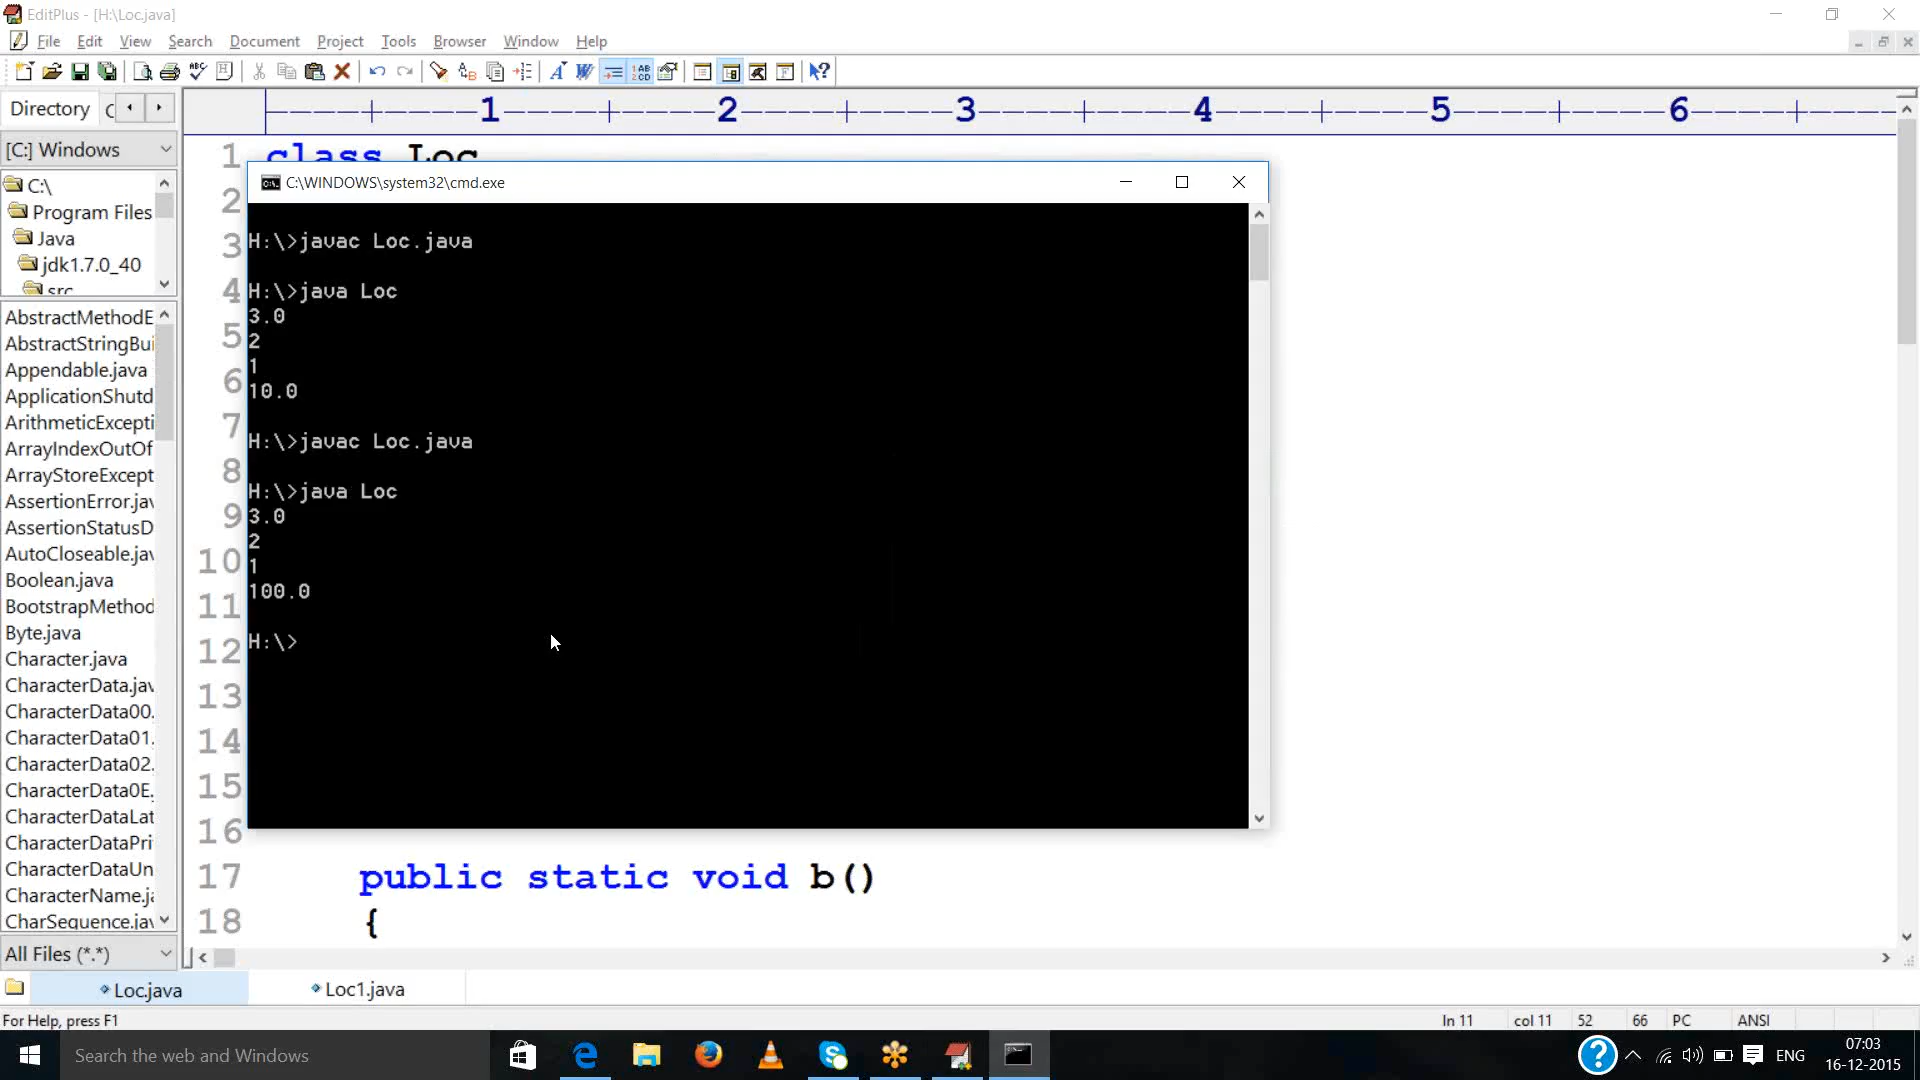 EditPlus - [H:\Loc.java]
File Edit View Search Document Project Tools Browser Window Help
Directory
1 2 3 4 5 6
[C:] Windows
C:\
Program Files
Java
jdk1.7.0_40
src
AbstractMethodE
AbstractStringBui
Appendable.java
ApplicationShutd
ArithmeticExcepti
ArrayIndexOutOf
ArrayStoreExcept
AssertionError.jav
AssertionStatusD
AutoCloseable.jav
Boolean.java
BootstrapMethod
Byte.java
Character.java
CharacterData.jav
CharacterData00.
CharacterData01.
CharacterData02.
CharacterData0E.
CharacterDataLat
CharacterDataPri
CharacterDataUn
CharacterName.ja
CharSequence.jav
All Files (*.*)
1 class Loc
2
3
4
5
6
7
8
9
10
11
12
13
14
15
16
17 public static void b()
18 {
C:\WINDOWS\system32\cmd.exe
H:\>javac Loc.java
H:\>java Loc
3.0
2
1
10.0
H:\>javac Loc.java
H:\>java Loc
3.0
2
1
100.0
H:\>
Loc.java Loc1.java
For Help, press F1 ln 11 col 11 52 66 PC ANSI
Search the web and Windows
ENG
07:03
16-12-2015